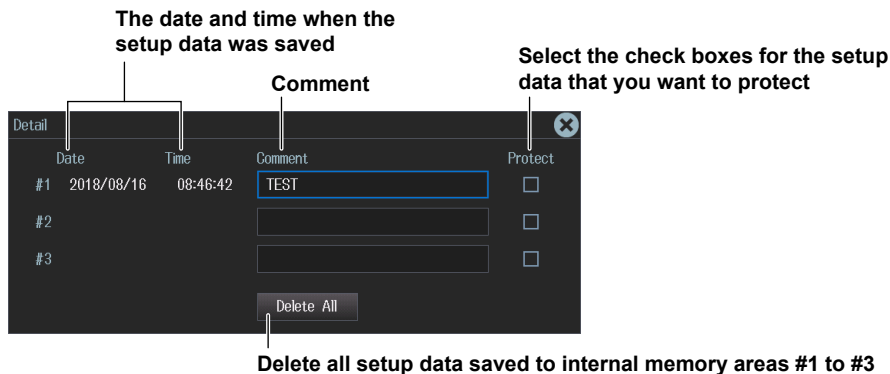 The date and time when the
setup data was saved
Select the check boxes for the setup
data that you want to protect
Comment
Detail
Date Time Comment Protect
#1 2018/08/16 08:46:42 TEST
#2
#3
Delete All
Delete all setup data saved to internal memory areas #1 to #3